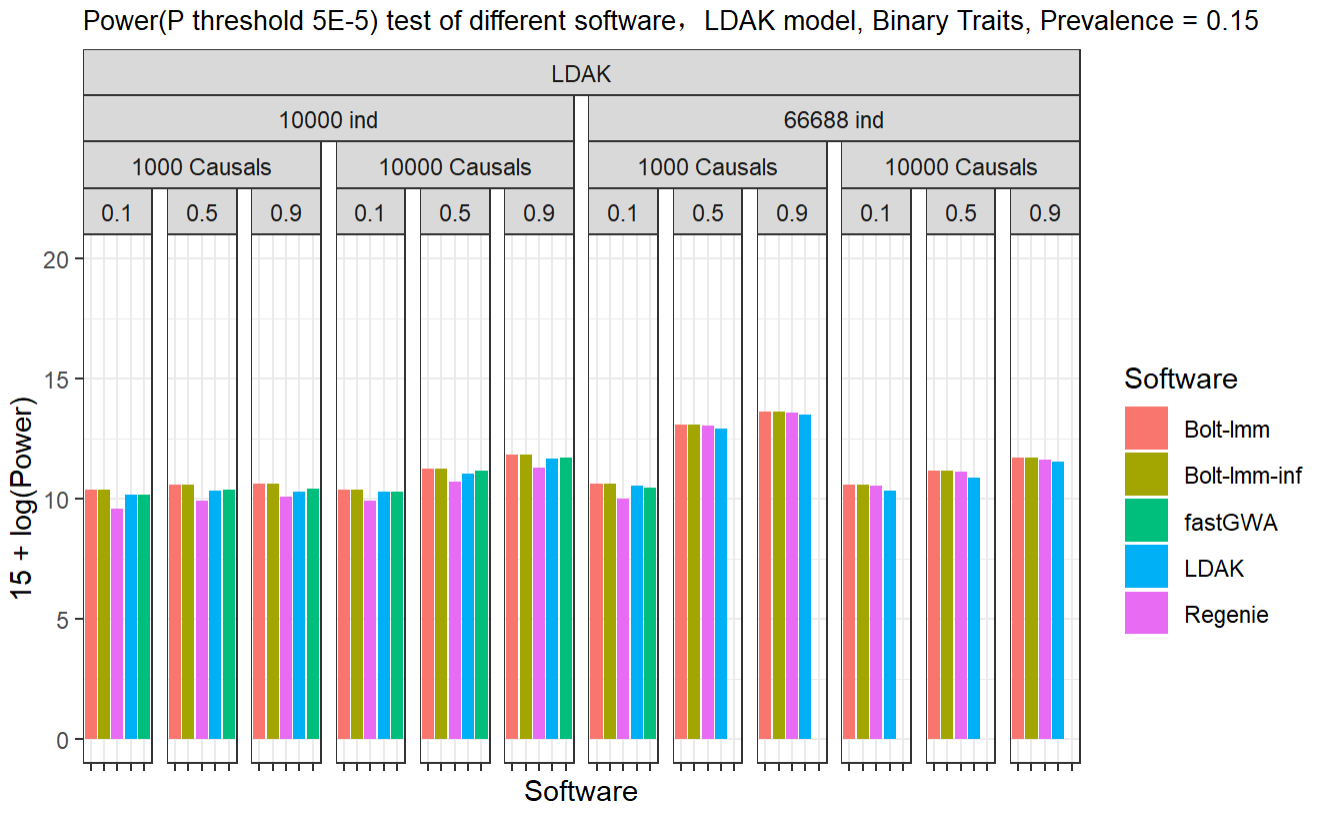 Power(P threshold 5E-5) test of different software，LDAK model, Binary Traits, Prevalence = 0.15
LDAK
10000 ind 66688 ind
1000 Causals 10000 Causals 1000 Causals 10000 Causals
0.1 0.5 0.9 0.1 0.5 0.9 0.1 0.5 0.9 0.1 0.5 0.9
20
15
10
5
0
15 + log(Power)
Software
Software
Bolt-lmm
Bolt-lmm-inf
fastGWA
LDAK
Regenie